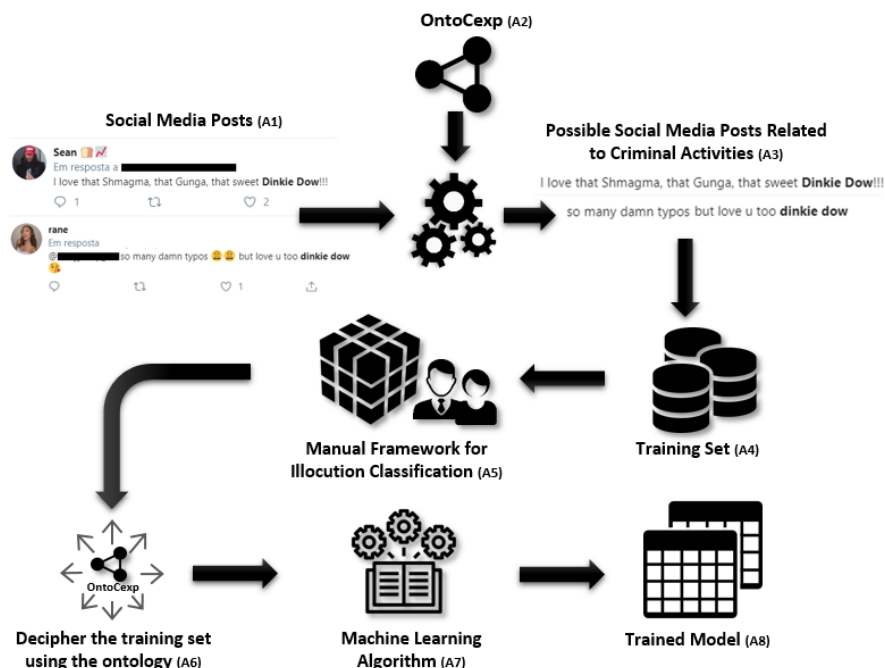 OntoCexp (A2)
Social Media Posts (A1)
Sean
Em resposta a
I love that Shmagma, that Gunga, that sweet Dinkie Dow!!!
1
2
rane
Em resposta
@ so many damn typos 😩😩 but love u too dinkie dow
😘
1
Possible Social Media Posts Related
to Criminal Activities (A3)
I love that Shmagma, that Gunga, that sweet Dinkie Dow!!!
so many damn typos but love u too dinkie dow
Manual Framework for
Illocution Classification (A5)
Training Set (A4)
OntoCexp
Decipher the training set
using the ontology (A6)
Machine Learning
Algorithm (A7)
Trained Model (A8)